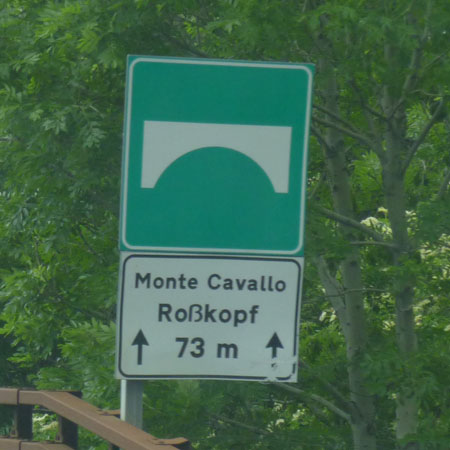 Monte Cavallo
Roßkopf
↑ 73 m ↑